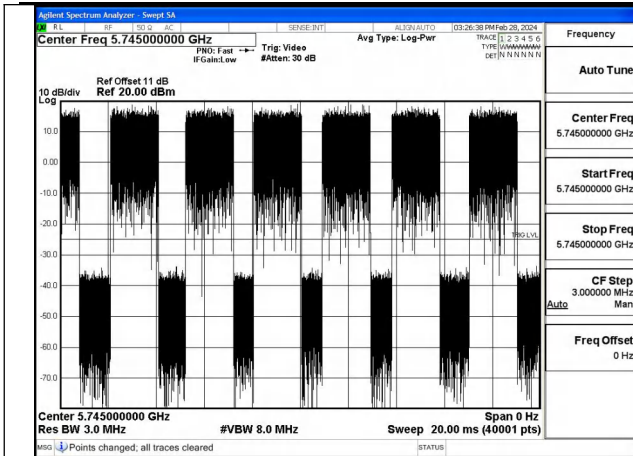 Agilent Spectrum Analyzer - Swept SA
RL RF 50 Ω AC SENSE:INT ALIGN AUTO 03:26:38 PM Feb 28, 2024
Center Freq 5.745000000 GHz
PNO: Fast
IFGain:Low
Trig: Video
#Atten: 30 dB
Avg Type: Log-Pwr
TRACE 1 2 3 4 5 6
TYPE
DET N N N N N N
Ref Offset 11 dB
10 dB/div Ref 20.00 dBm
Log
10.0
0.00
-10.0
-20.0
TRIG LVL
-30.0
-40.0
-50.0
-60.0
-70.0
Center 5.745000000 GHz Span 0 Hz
Res BW 3.0 MHz #VBW 8.0 MHz Sweep 20.00 ms (40001 pts)
MSG Points changed; all traces cleared STATUS
Frequency
Auto Tune
Center Freq
5.745000000 GHz
Start Freq
5.745000000 GHz
Stop Freq
5.745000000 GHz
CF Step
3.000000 MHz
Auto Man
Freq Offset
0 Hz